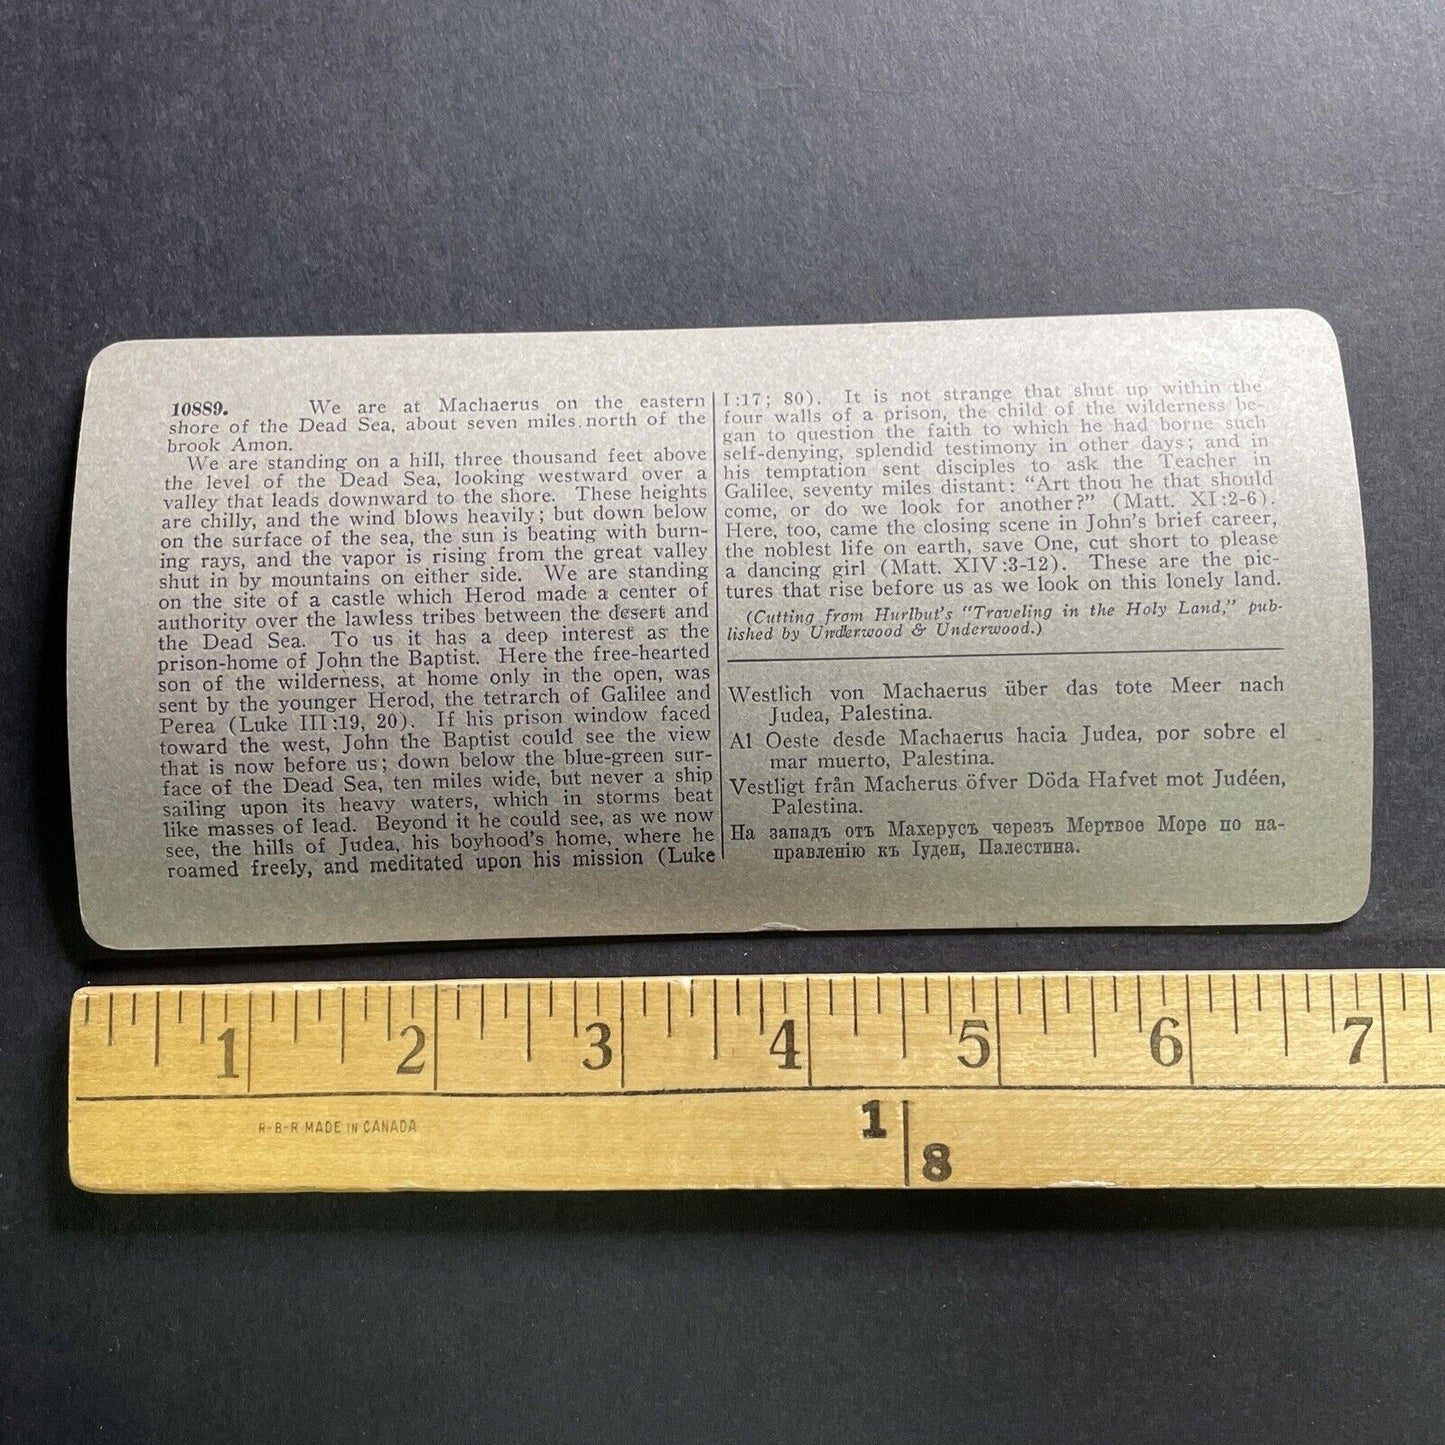 10889. We are at Machaerus on the eastern
shore of the Dead Sea, about seven miles north of the
brook Amon.
We are standing on a hill, three thousand feet above
the level of the Dead Sea, looking westward over a
valley that leads downward to the shore. These heights
are chilly, and the wind blows heavily; but down below
on the surface of the sea, the sun is beating with burn-
ing rays, and the vapor is rising from the great valley
shut in by mountains on either side. We are standing
on the site of a castle which Herod made a center of
authority over the lawless tribes between the desert and
the Dead Sea. To us it has a deep interest as the
prison-home of John the Baptist. Here the free-hearted
son of the wilderness, at home only in the open, was
sent by the younger Herod, the tetrarch of Galilee and
Perea (Luke III:19, 20). If his prison window faced
toward the west, John the Baptist could see the view
that is now before us; down below the blue-green sur-
face of the Dead Sea, ten miles wide, but never a ship
sailing upon its heavy waters, which in storms beat
like masses of lead. Beyond it he could see, as we now
see, the hills of Judea, his boyhood's home, where he
roamed freely, and meditated upon his mission (Luke
I:17; 80). It is not strange that shut up within the
four walls of a prison, the child of the wilderness be-
gan to question the faith to which he had borne such
self-denying, splendid testimony in other days; and in
his temptation sent disciples to ask the Teacher in
Galilee, seventy miles distant: "Art thou he that should
come, or do we look for another?" (Matt. XI:2-6).
Here, too, came the closing scene in John's brief career,
the noblest life on earth, save One, cut short to please
a dancing girl (Matt. XIV:3-12). These are the pic-
tures that rise before us as we look on this lonely land.
(Cutting from Hurlbut's "Traveling in the Holy Land," pub-
lished by Underwood & Underwood.)
Westlich von Machaerus über das tote Meer nach
Judea, Palestina.
Al Oeste desde Machaerus hacia Judea, por sobre el
mar muerto, Palestina.
Vestligt från Macherus öfver Döda Hafvet mot Judéen,
Palestina.
На западъ отъ Махерусъ черезъ Мертвое Море по на-
правленію къ Іудеи, Палестина.
1 2 3 4 5 6 7
R-B-R MADE IN CANADA
1
8